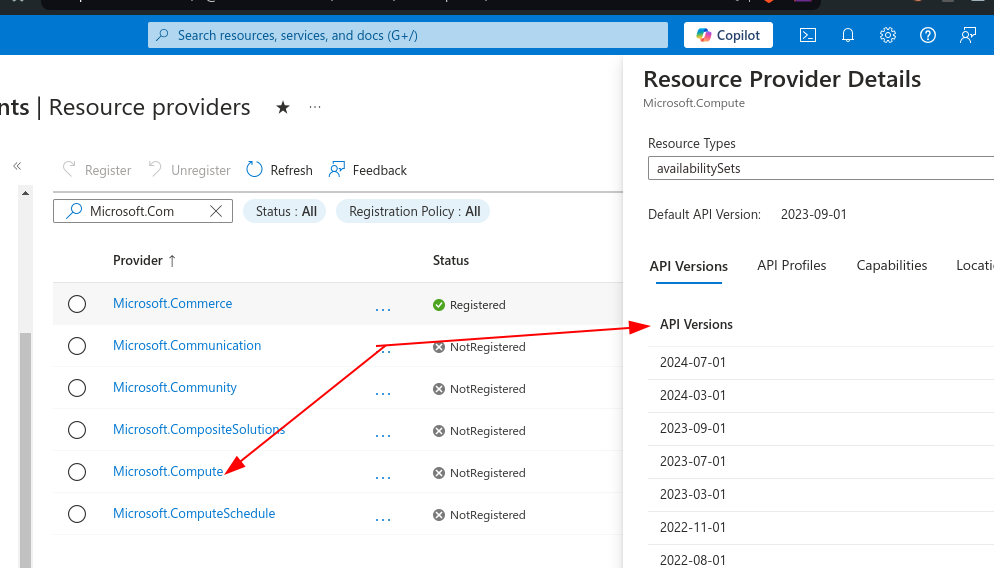 Search resources, services, and docs (G+/)
Copilot
nts | Resource providers
...
Register
Unregister
Refresh
Feedback
Microsoft.Com
Status : All
Registration Policy : All
Provider ↑
Status
Microsoft.Commerce ... Registered
Microsoft.Communication ... NotRegistered
Microsoft.Community ... NotRegistered
Microsoft.CompositeSolutions ... NotRegistered
Microsoft.Compute ... NotRegistered
Microsoft.ComputeSchedule ... NotRegistered
Resource Provider Details
Microsoft.Compute
Resource Types
availabilitySets
Default API Version: 2023-09-01
API Versions
API Profiles
Capabilities
Locati
API Versions
2024-07-01
2024-03-01
2023-09-01
2023-07-01
2023-03-01
2022-11-01
2022-08-01